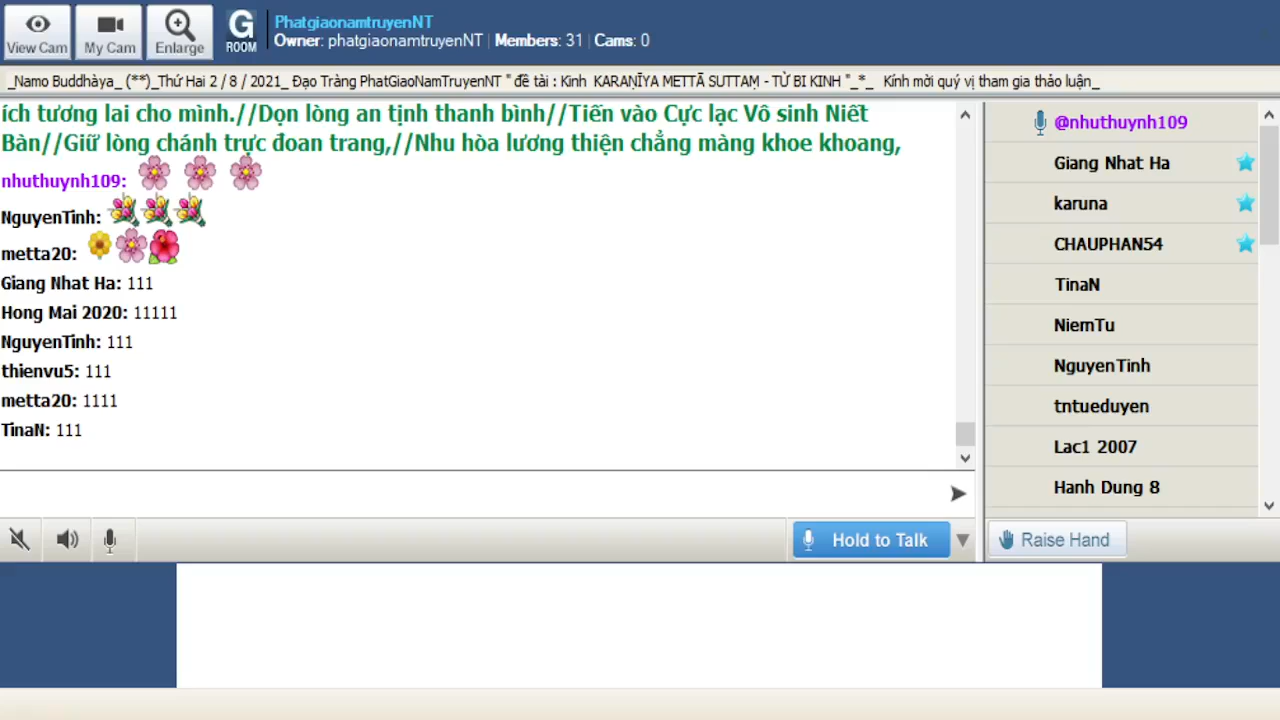 View Cam
My Cam
Enlarge
G
ROOM
PhatgiaonamtruyenNT
Owner: phatgiaonamtruyenNT | Members: 31 | Cams: 0
_Namo Buddhàya_ (**)_Thứ Hai 2 / 8 / 2021_ Đạo Tràng PhatGiaoNamTruyenNT " đề tài : Kinh KARAṆĪYA METTĀ SUTTAṂ - TỪ BI KINH "_*_ Kính mời quý vị tham gia thảo luận_
ích tương lai cho mình.//Dọn lòng an tịnh thanh bình//Tiến vào Cực lạc Vô sinh Niết
Bàn//Giữ lòng chánh trực đoan trang,//Nhu hòa lương thiện chẳng màng khoe khoang,
nhuthuynh109:
NguyenTinh:
metta20:
Giang Nhat Ha: 111
Hong Mai 2020: 11111
NguyenTinh: 111
thienvu5: 111
metta20: 1111
TinaN: 111
@nhuthuynh109
Giang Nhat Ha
karuna
CHAUPHAN54
TinaN
NiemTu
NguyenTinh
tntueduyen
Lac1 2007
Hanh Dung 8
Hold to Talk
Raise Hand